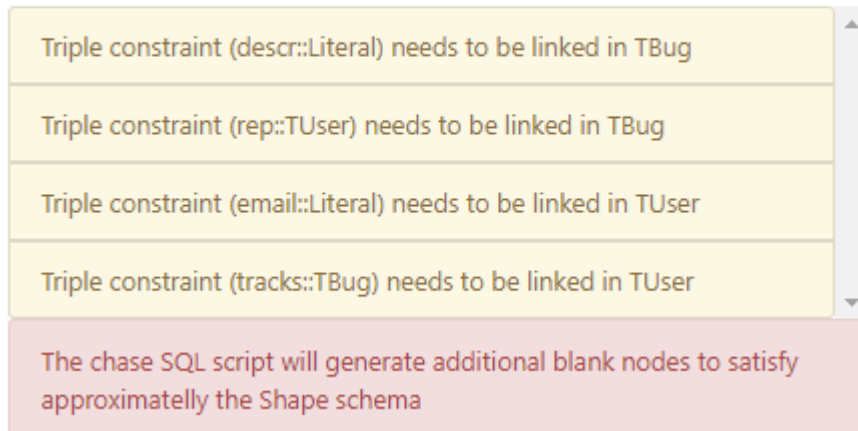 Triple constraint (descr::Literal) needs to be linked in TBug
Triple constraint (rep::TUser) needs to be linked in TBug
Triple constraint (email::Literal) needs to be linked in TUser
Triple constraint (tracks::TBug) needs to be linked in TUser
The chase SQL script will generate additional blank nodes to satisfy
approximatelly the Shape schema